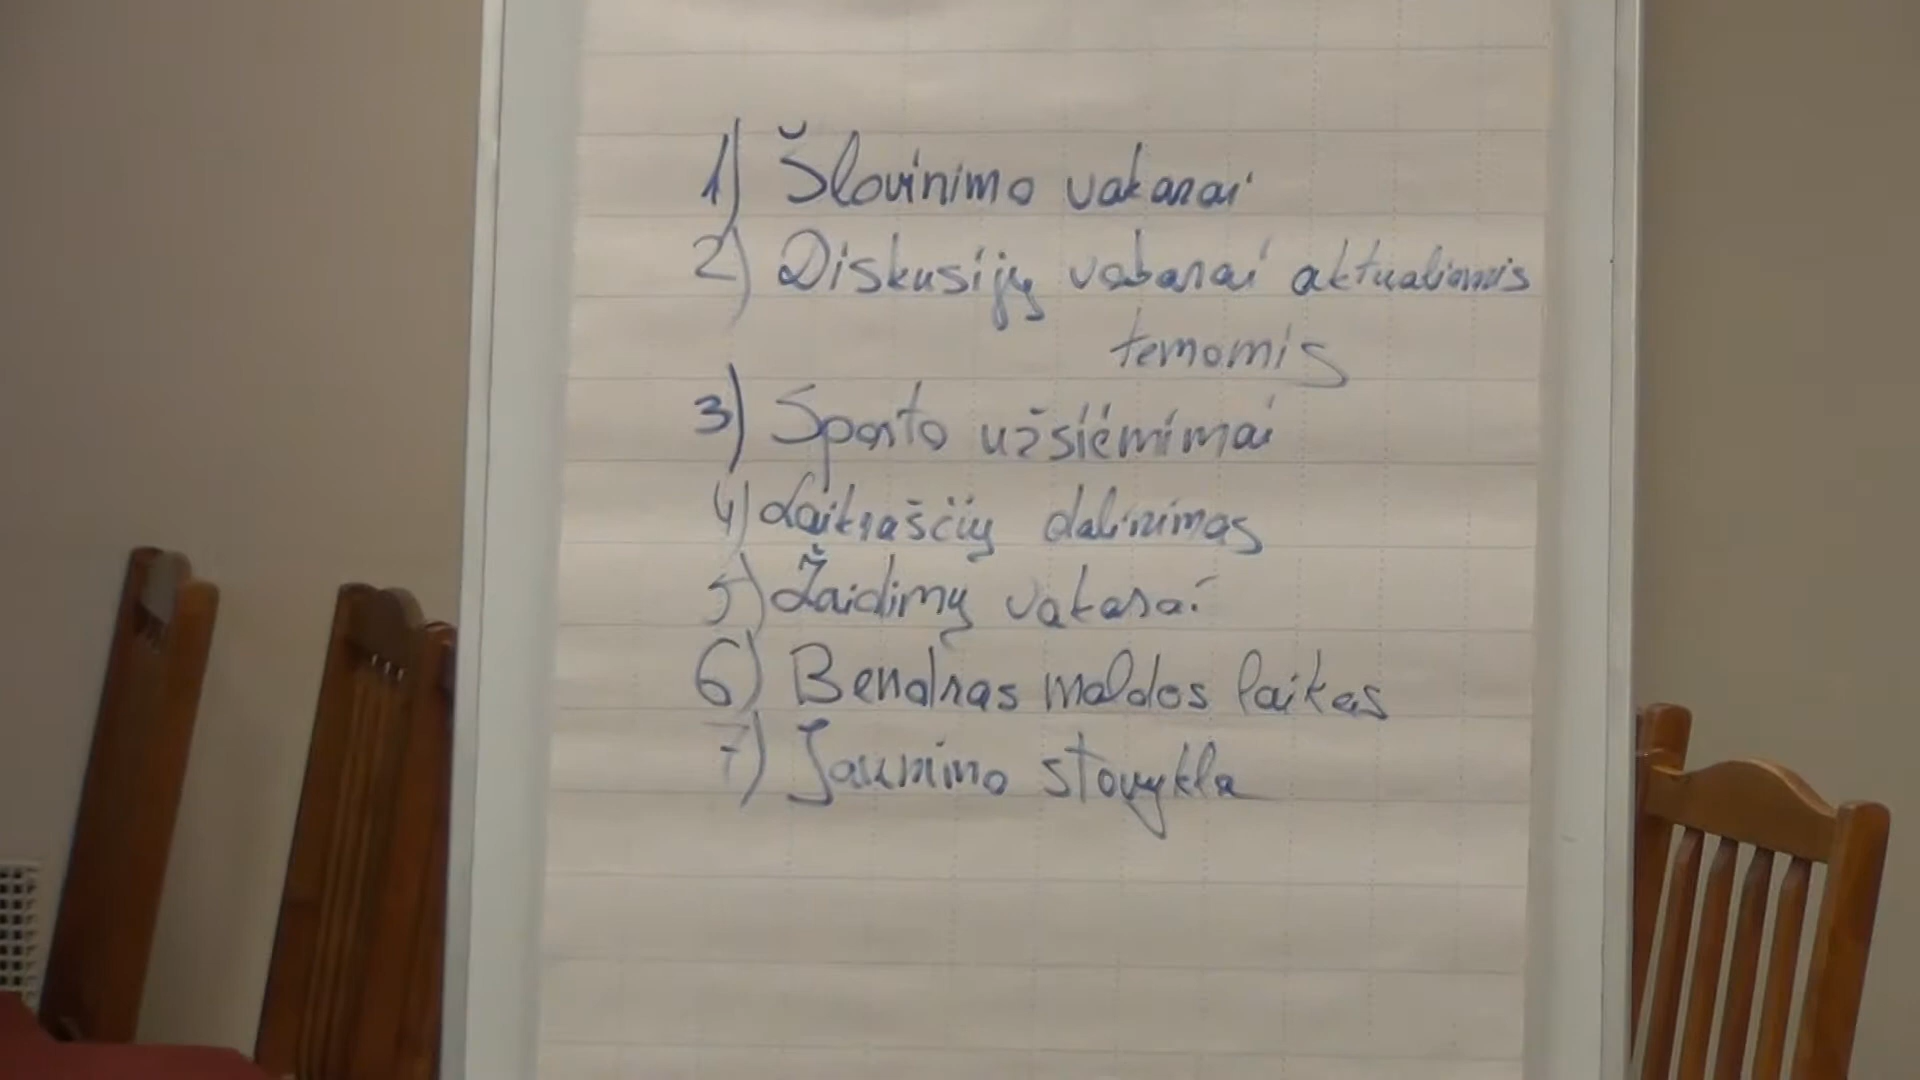 1) Šlovinimo vakarai
2) Diskusijų vakarai aktualiomis
temomis
3) Sporto užsiėmimai
4) Laikraščių dalinimas
5) Žaidimų vakarai
6) Bendras maldos laikas
7) Jaunimo stovykla